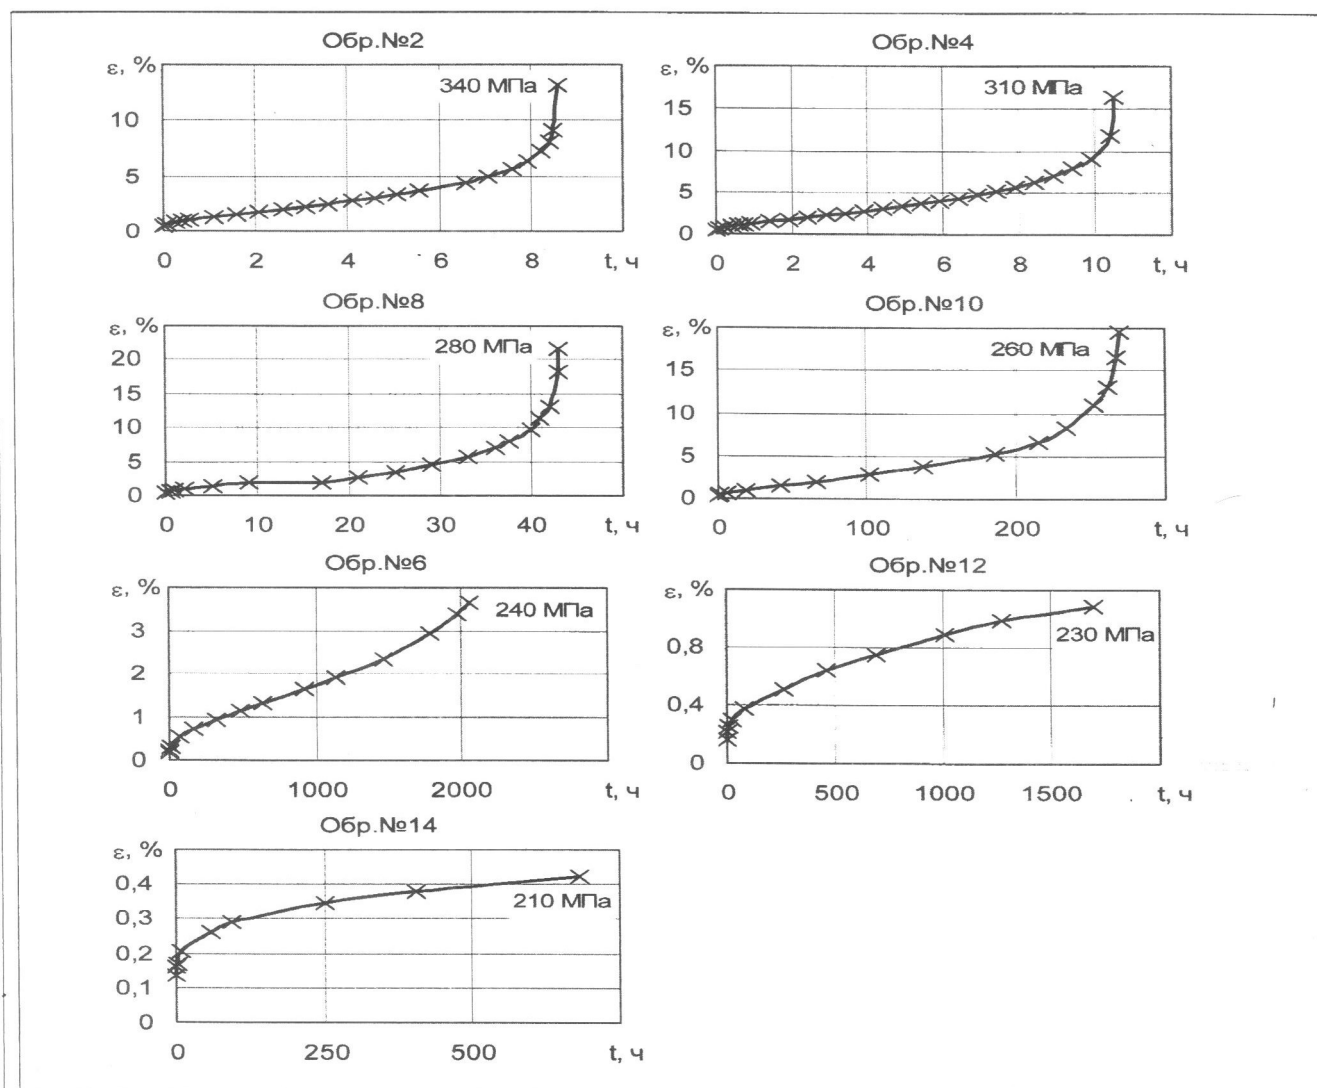 Обр.№2
ε, %
340 МПа
10
5
0
0 2 4 6 8 t, ч
Обр.№4
ε, %
310 МПа
15
10
5
0
0 2 4 6 8 10 t, ч
Обр.№8
ε, %
280 МПа
20
15
10
5
0
0 10 20 30 40 t, ч
Обр.№10
ε, %
260 МПа
15
10
5
0
0 100 200 t, ч
Обр.№6
ε, %
240 МПа
3
2
1
0
0 1000 2000 t, ч
Обр.№12
ε, %
230 МПа
0,8
0,4
0
0 500 1000 1500 t, ч
Обр.№14
ε, %
0,4
210 МПа
0,3
0,2
0,1
0
0 250 500 t, ч